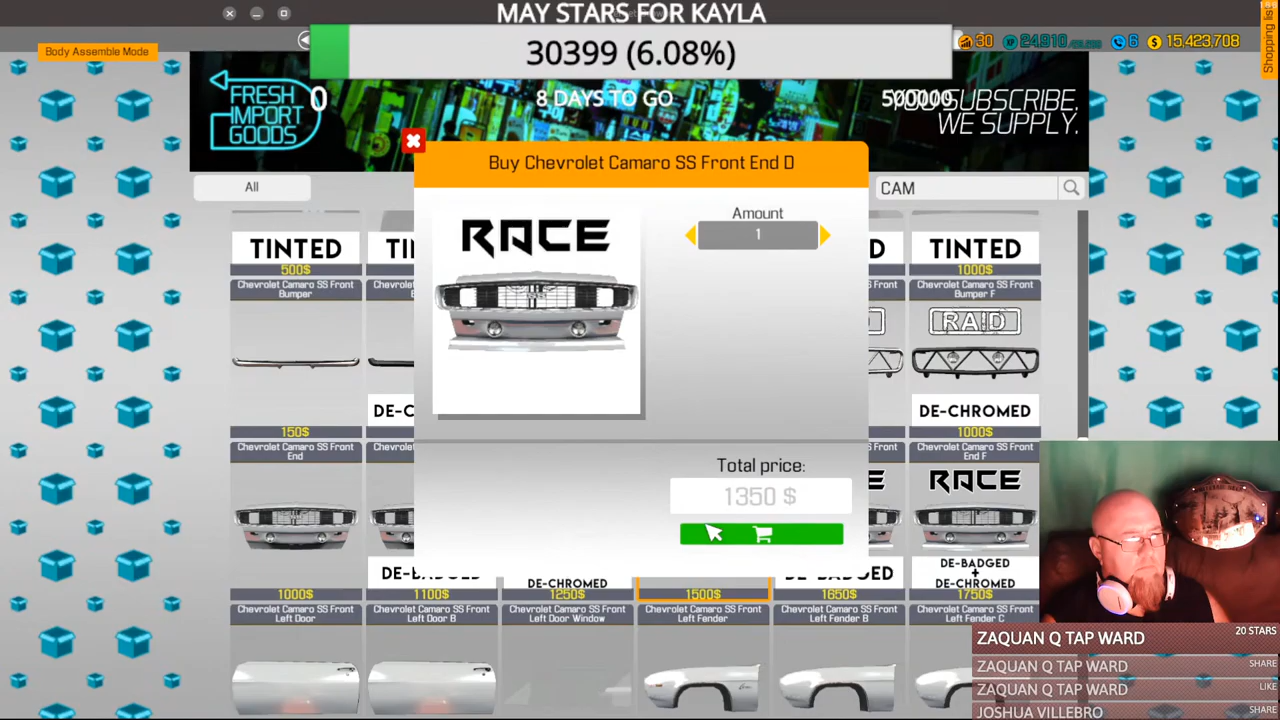 MAY STARS FOR KAYLA
30399 (6.08%)
0
8 DAYS TO GO
500000
Body Assemble Mode
30
24,910
6
15,423,708
Shopping list
FRESH
IMPORT
GOODS
YOU SUBSCRIBE.
WE SUPPLY.
All
CAM
Buy Chevrolet Camaro SS Front End D
RACE
Amount
1
Total price:
1350 $
TINTED
500$
TINTED
1000$
Chevrolet Camaro SS Front
Bumper
Chevrolet Camaro SS Front
Bumper F
RAID
150$
DE-CHROMED
1000$
Chevrolet Camaro SS Front
End
Chevrolet Camaro SS Front
End F
RACE
DE-BADGED
DE-CHROMED
DE-BADGED
DE-BADGED
+
DE-CHROMED
1000$
1100$
1250$
1500$
1650$
1750$
Chevrolet Camaro SS Front
Left Door
Chevrolet Camaro SS Front
Left Door B
Chevrolet Camaro SS Front
Left Door Window
Chevrolet Camaro SS Front
Left Fender
Chevrolet Camaro SS Front
Left Fender B
Chevrolet Camaro SS Front
Left Fender C
ZAQUAN Q TAP WARD
20 STARS
ZAQUAN Q TAP WARD
SHARE
ZAQUAN Q TAP WARD
LIKE
JOSHUA VILLEBRO
SHARE